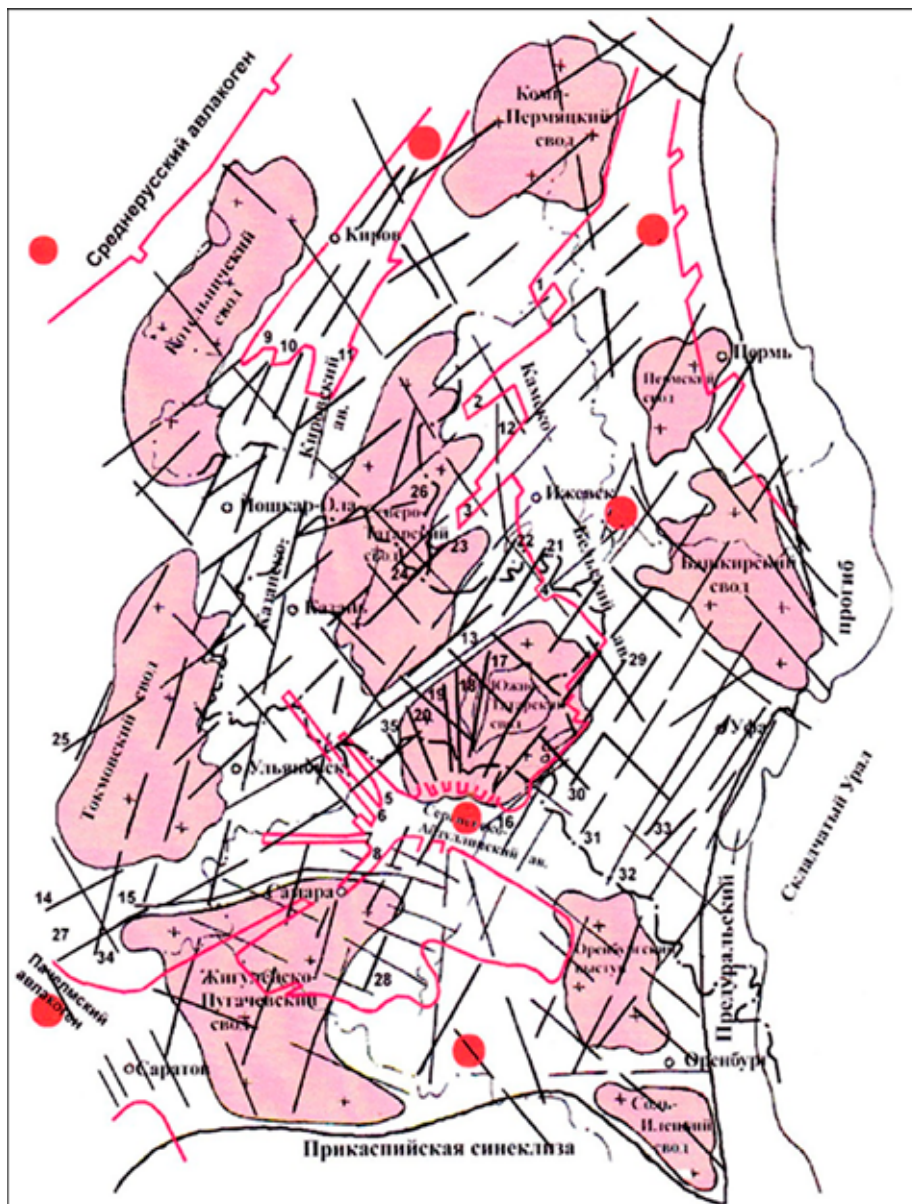 Среднерусский авлакоген
Коми-
Пермяцкий
свод
Киров
Котельничский
свод
1
9
10
11
Пермь
Пермский
свод
Кировский
ав.
Камско-
2
12
Ижевск
Йошкар-Ола
26
Северо-
Татарский
свод
3
23
24
22
21
Бельский
ав.
Башкирский
свод
прогиб
Казанско-
Казань
13
29
17
18
19
20
35
Южно-
Татарский
свод
Уфа
25
Токмовский свод
Ульяновск
5
6
8
16
Серноводско-
Абдуллинский ав.
30
31
33
32
Складчатый Урал
14
15
Самара
27
34
Пачелмский
авлакоген
Жигулевско-
Пугачевский
свод
28
Оренбургский
выступ
Предуральский
Саратов
Оренбург
Соль-
Илецкий
свод
Прикаспийская синеклиза